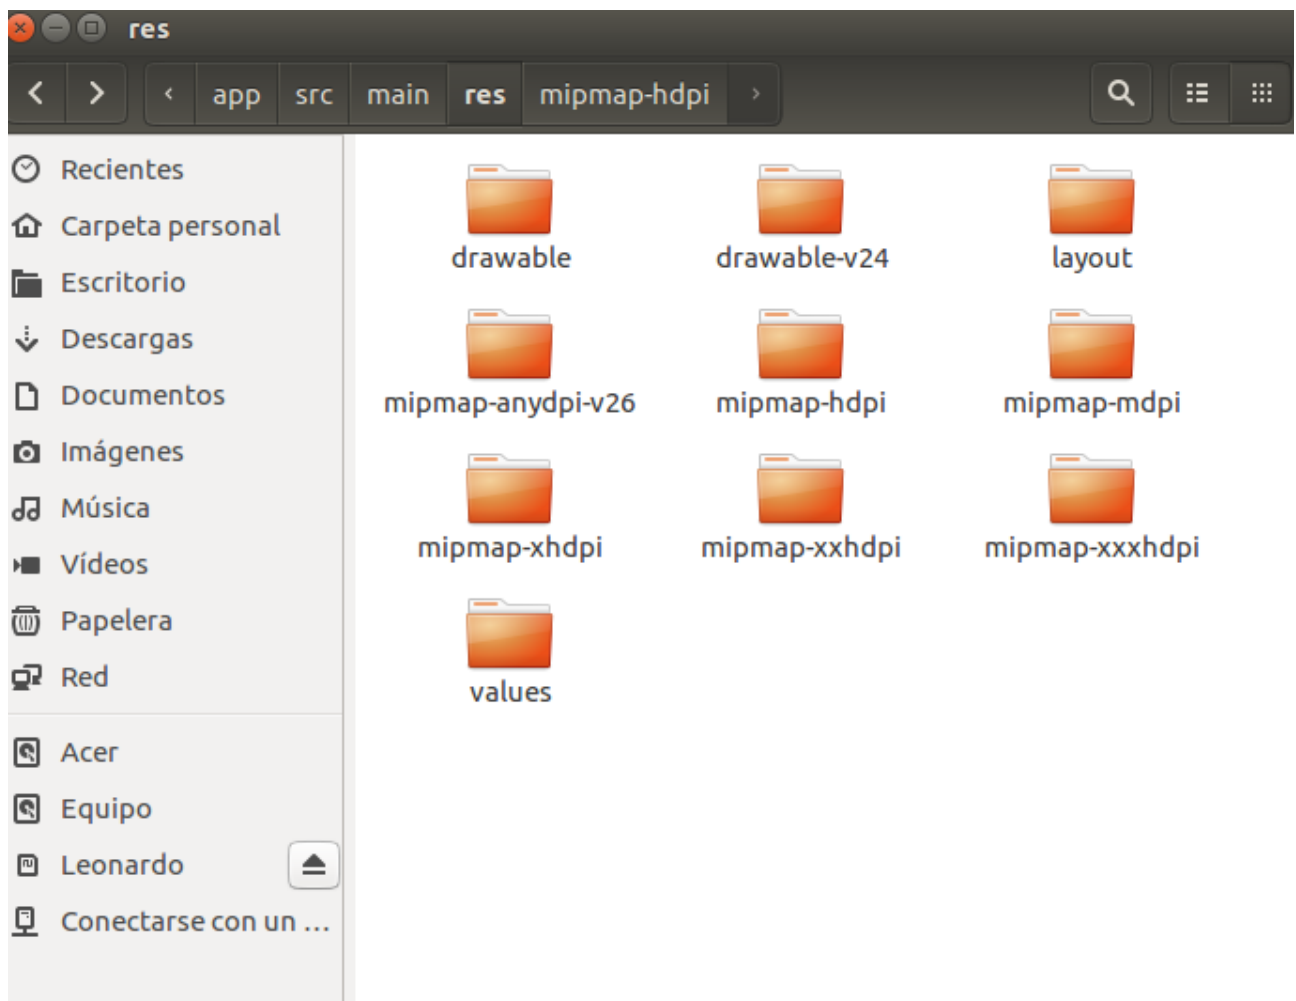 res
app src main res mipmap-hdpi
Recientes
Carpeta personal
Escritorio
Descargas
Documentos
Imágenes
Música
Vídeos
Papelera
Red
Acer
Equipo
Leonardo
Conectarse con un ...
drawable drawable-v24 layout
mipmap-anydpi-v26 mipmap-hdpi mipmap-mdpi
mipmap-xhdpi mipmap-xxhdpi mipmap-xxxhdpi
values